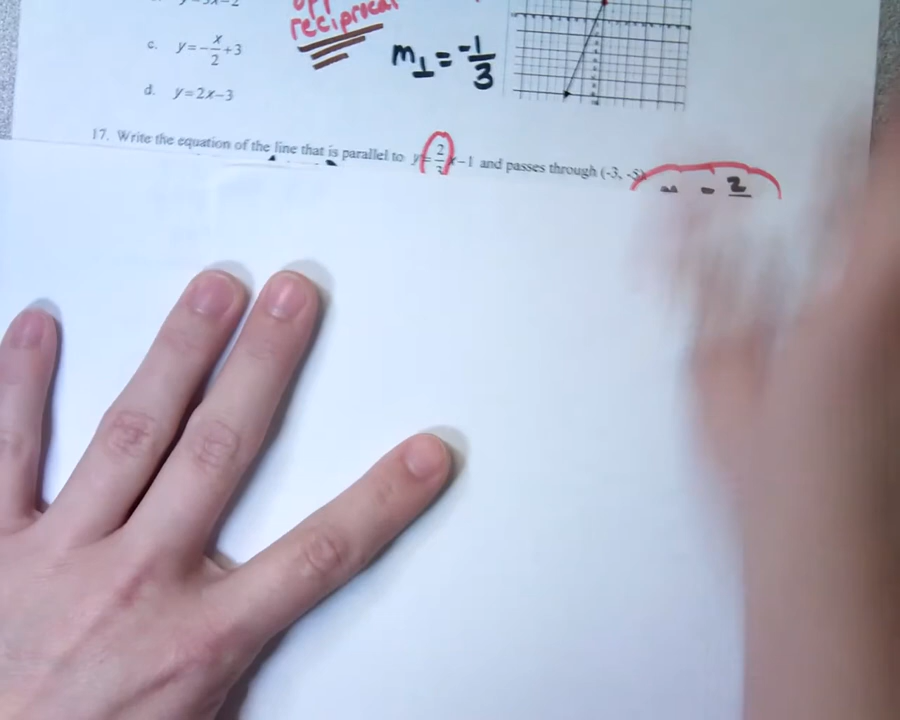 reciprocal
c. y=-x/2+3
m⊥ = -1/3
d. y=2x-3
17. Write the equation of the line that is parallel to y=2/3x-1 and passes through (-3, -5)
2